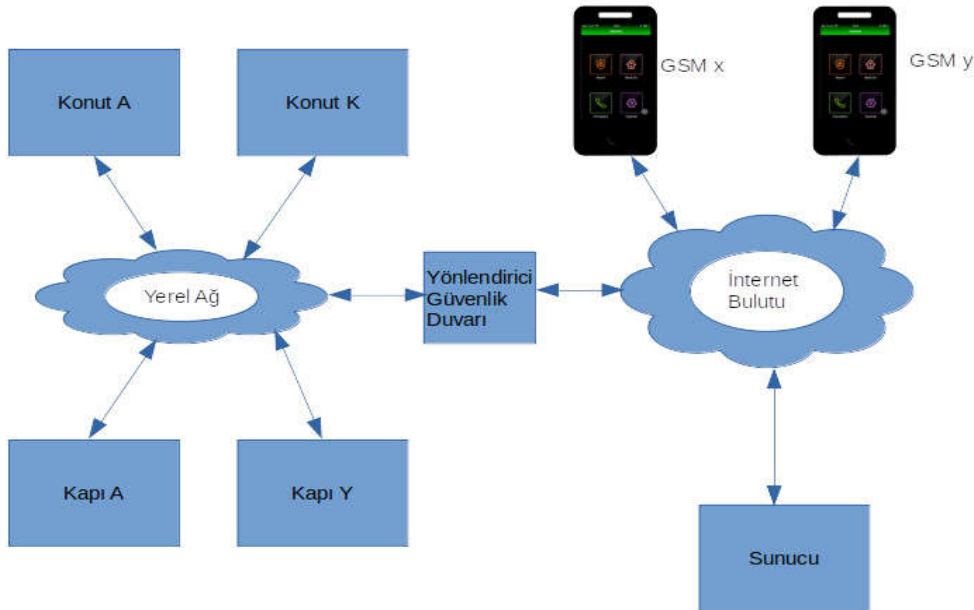 Konut A
Konut K
GSM x
GSM y
Yerel Ağ
Yönlendirici
Güvenlik
Duvarı
İnternet
Bulutu
Kapı A
Kapı Y
Sunucu